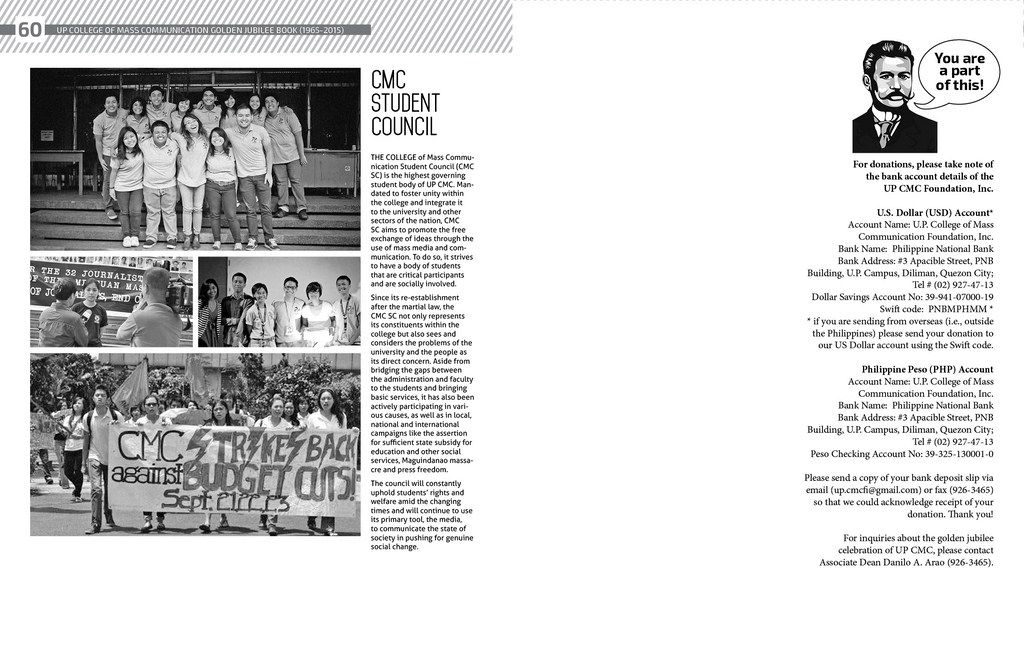 60
UP COLLEGE OF MASS COMMUNICATION GOLDEN JUBILEE BOOK (1965-2015)
CMC
STUDENT
COUNCIL
THE COLLEGE of Mass Commu-
nication Student Council (CMC
SC) is the highest governing
student body of UP CMC. Man-
dated to foster unity within
the college and integrate it
to the university and other
sectors of the nation, CMC
SC aims to promote the free
exchange of ideas through the
use of mass media and com-
munication. To do so, it strives
to have a body of students
that are critical participants
and are socially involved.
Since its re-establishment
after the martial law, the
CMC SC not only represents
its constituents within the
college but also sees and
considers the problems of the
university and the people as
its direct concern. Aside from
bridging the gaps between
the administration and faculty
to the students and bringing
basic services, it has also been
actively participating in vari-
ous causes, as well as in local,
national and international
campaigns like the assertion
for sufficient state subsidy for
education and other social
services, Maguindanao massa-
cre and press freedom.
The council will constantly
uphold students' rights and
welfare amid the changing
times and will continue to use
its primary tool, the media,
to communicate the state of
society in pushing for genuine
social change.
THE 32 JOURNALIST
OF JO
END
CMC STRIKES BACK
against BUDGET CUTS!
Sept. 21,22,23
You are
a part
of this!
For donations, please take note of
the bank account details of the
UP CMC Foundation, Inc.
U.S. Dollar (USD) Account*
Account Name: U.P. College of Mass
Communication Foundation, Inc.
Bank Name: Philippine National Bank
Bank Address: #3 Apacible Street, PNB
Building, U.P. Campus, Diliman, Quezon City;
Tel # (02) 927-47-13
Dollar Savings Account No: 39-941-07000-19
Swift code: PNBMPHMM *
* if you are sending from overseas (i.e., outside
the Philippines) please send your donation to
our US Dollar account using the Swift code.
Philippine Peso (PHP) Account
Account Name: U.P. College of Mass
Communication Foundation, Inc.
Bank Name: Philippine National Bank
Bank Address: #3 Apacible Street, PNB
Building, U.P. Campus, Diliman, Quezon City;
Tel # (02) 927-47-13
Peso Checking Account No: 39-325-130001-0
Please send a copy of your bank deposit slip via
email (up.cmcfi@gmail.com) or fax (926-3465)
so that we could acknowledge receipt of your
donation. Thank you!
For inquiries about the golden jubilee
celebration of UP CMC, please contact
Associate Dean Danilo A. Arao (926-3465).